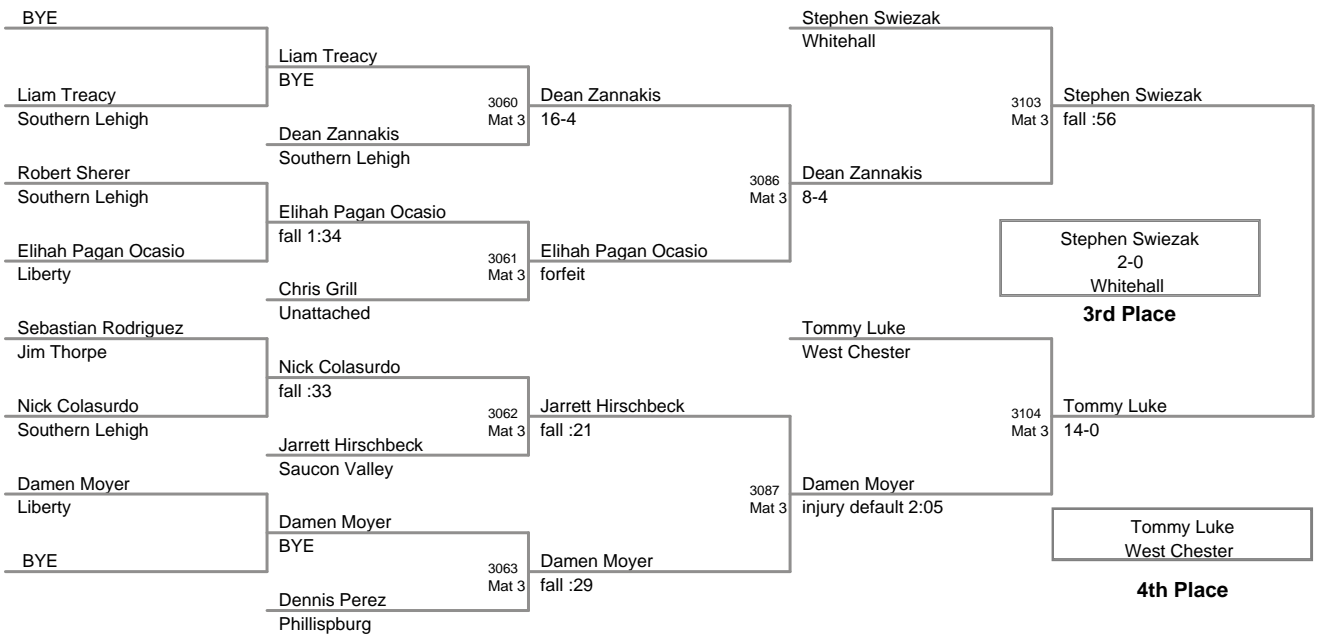 BYE
Stephen Swiezak
Whitehall
Liam Treacy
BYE
Liam Treacy
Southern Lehigh
3060
Mat 3
Dean Zannakis
16-4
3103
Mat 3
Stephen Swiezak
fall :56
Dean Zannakis
Southern Lehigh
Robert Sherer
Southern Lehigh
3086
Mat 3
Dean Zannakis
8-4
Elihah Pagan Ocasio
fall 1:34
Elihah Pagan Ocasio
Liberty
3061
Mat 3
Elihah Pagan Ocasio
forfeit
Stephen Swiezak
2-0
Whitehall
3rd Place
Chris Grill
Unattached
Sebastian Rodriguez
Jim Thorpe
Tommy Luke
West Chester
Nick Colasurdo
fall :33
Nick Colasurdo
Southern Lehigh
3062
Mat 3
Jarrett Hirschbeck
fall :21
3104
Mat 3
Tommy Luke
14-0
Jarrett Hirschbeck
Saucon Valley
Damen Moyer
Liberty
3087
Mat 3
Damen Moyer
injury default 2:05
Damen Moyer
BYE
Tommy Luke
West Chester
4th Place
BYE
3063
Mat 3
Damen Moyer
fall :29
Dennis Perez
Phillispburg